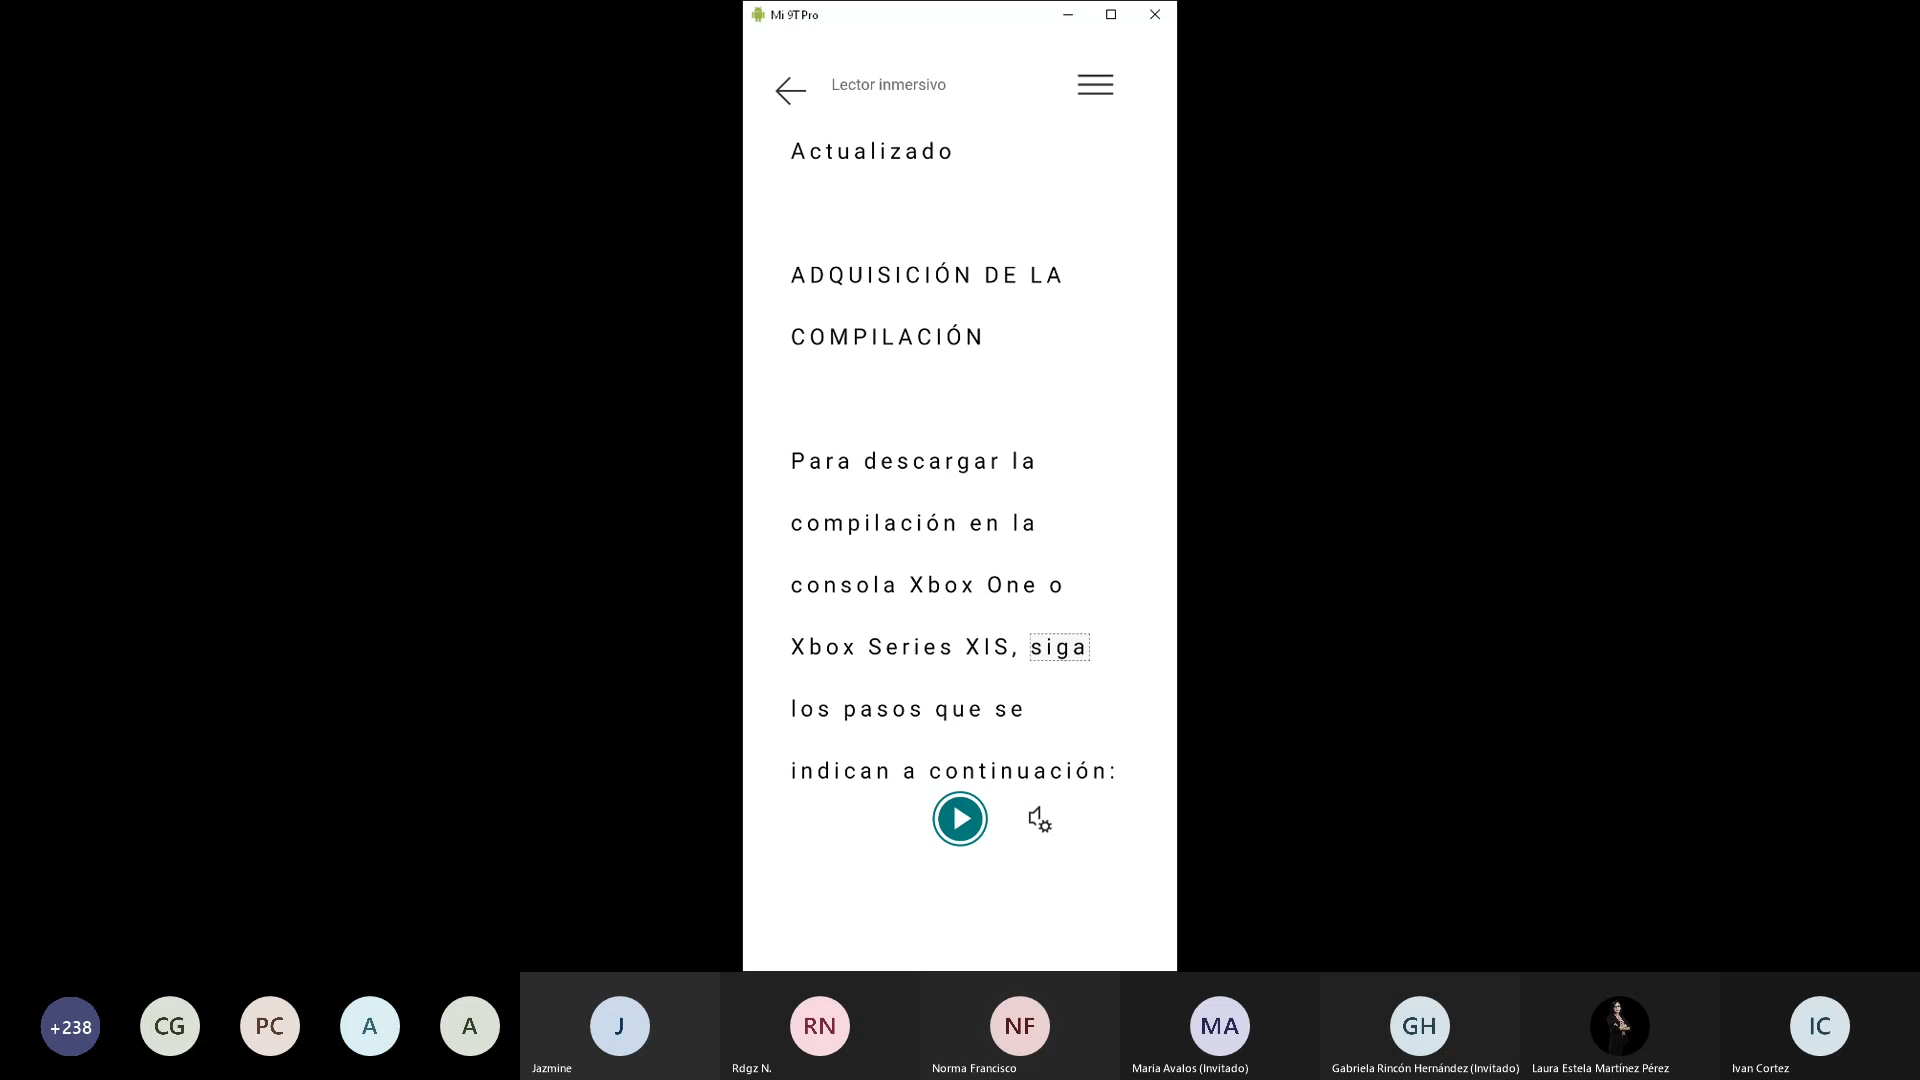 Mi 9T Pro
Lector inmersivo
Actualizado
ADQUISICIÓN DE LA
COMPILACIÓN
Para descargar la
compilación en la
consola Xbox One o
Xbox Series XIS, siga
los pasos que se
indican a continuación:
+238
CG
PC
A
A
J
RN
NF
MA
GH
IC
Jazmine
Rdgz N.
Norma Francisco
Maria Avalos (Invitado)
Gabriela Rincón Hernández (Invitado)
Laura Estela Martínez Pérez
Ivan Cortez